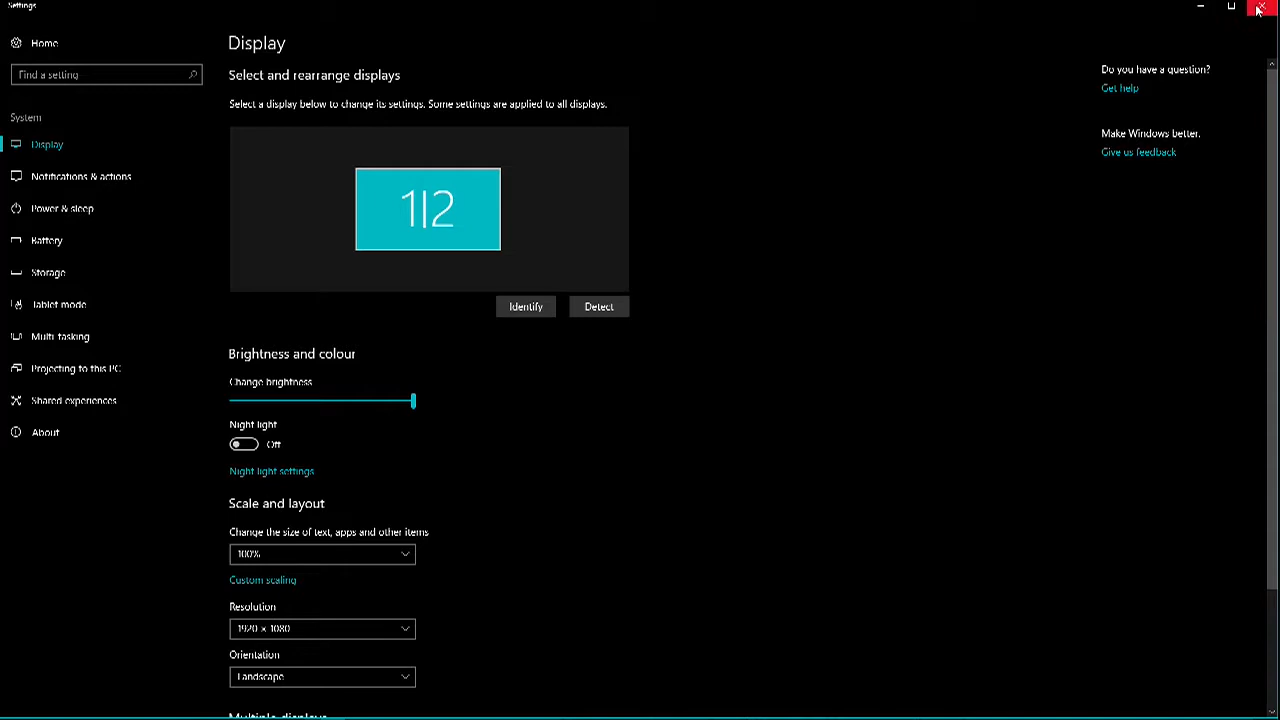 Settings
Home
Find a setting
System
Display
Notifications & actions
Power & sleep
Battery
Storage
Tablet mode
Multi-tasking
Projecting to this PC
Shared experiences
About
Display
Select and rearrange displays
Select a display below to change its settings. Some settings are applied to all displays.
1|2
Identify
Detect
Brightness and colour
Change brightness
Night light
Off
Night light settings
Scale and layout
Change the size of text, apps and other items
100%
Custom scaling
Resolution
1920 × 1080
Orientation
Landscape
Multiple displays
Do you have a question?
Get help
Make Windows better.
Give us feedback